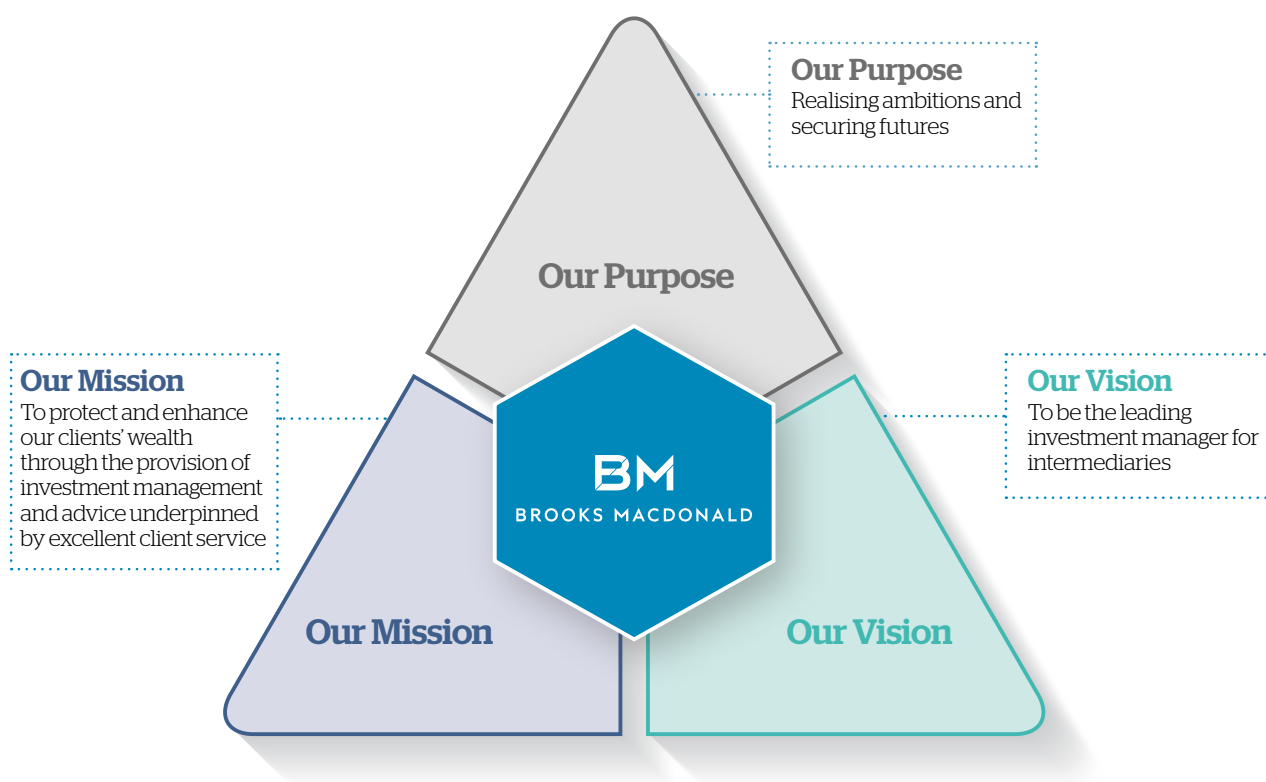 Our Purpose
Realising ambitions and
securing futures
Our Purpose
Our Mission
To protect and enhance
our clients' wealth
through the provision of
investment management
and advice underpinned
by excellent client service
Our Vision
To be the leading
investment manager for
intermediaries
BM
BROOKS MACDONALD
Our Mission
Our Vision